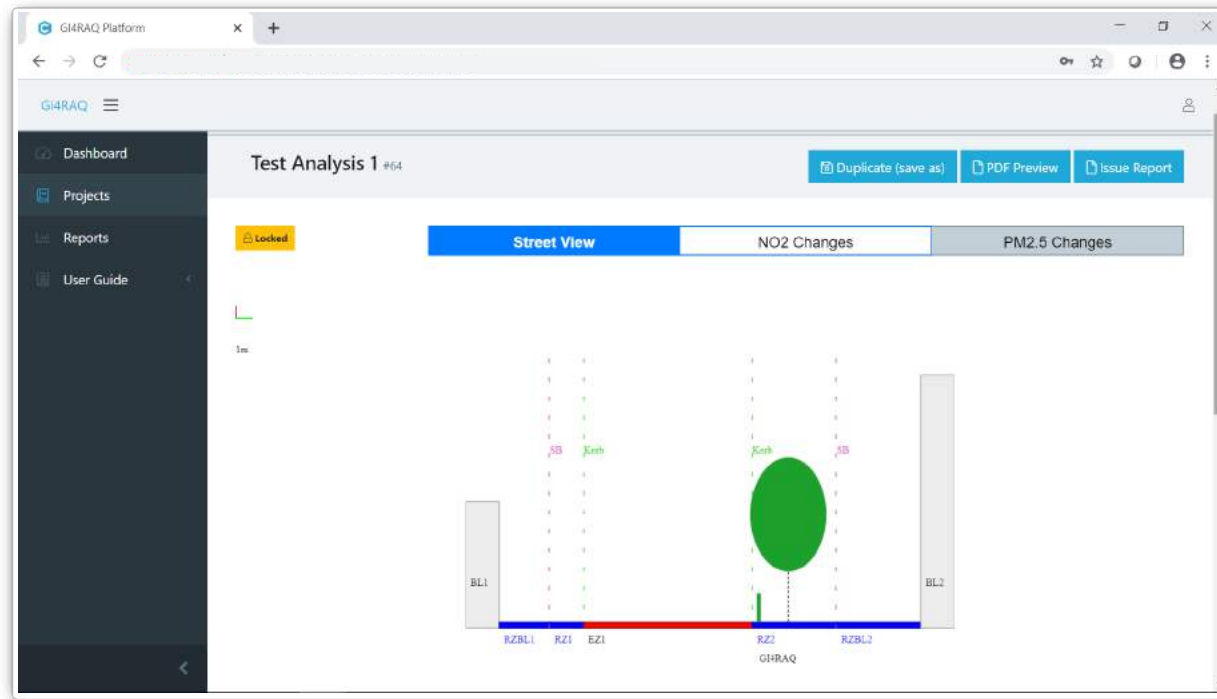 GI4RAQ Platform
GI4RAQ
Dashboard
Projects
Reports
User Guide
Test Analysis 1 #64
Duplicate (save as)
PDF Preview
Issue Report
Locked
Street View
NO2 Changes
PM2.5 Changes
1m
SB
Kerb
Kerb
SB
BL1
BL2
RZBL1
RZ1
EZ1
RZ2
RZBL2
GI4RAQ